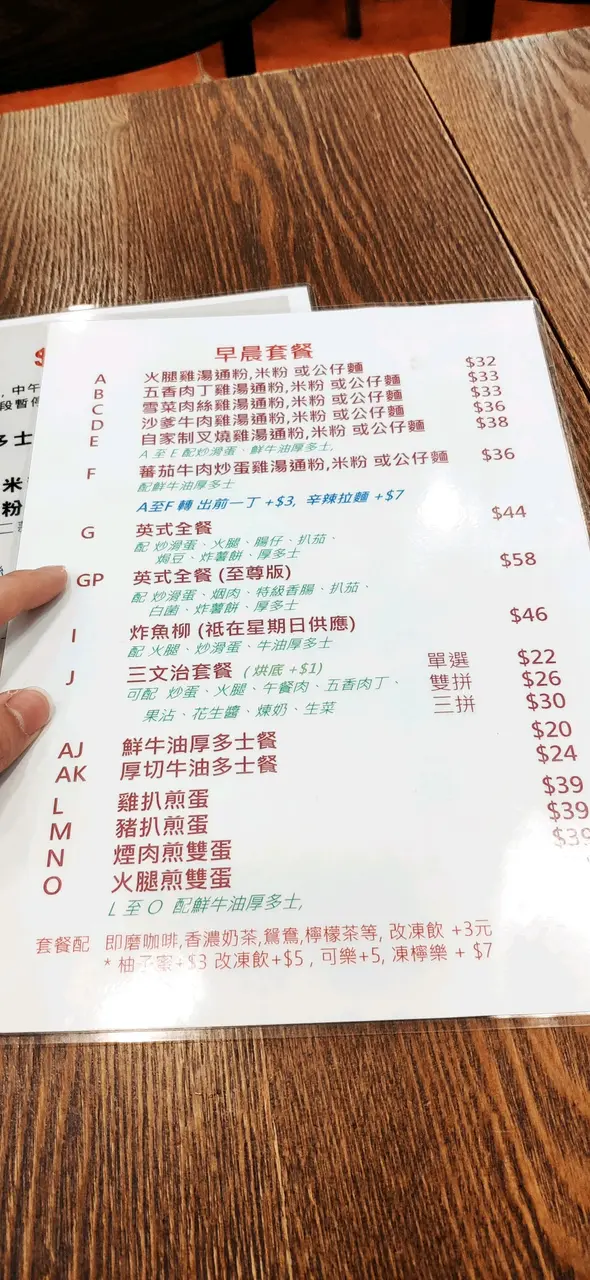 早晨套餐
A 火腿雞湯通粉,米粉 或公仔麵 $32
B 五香肉丁雞湯通粉,米粉 或公仔麵 $33
C 雪菜肉絲雞湯通粉,米粉 或公仔麵 $33
D 沙爹牛肉雞湯通粉,米粉 或公仔麵 $36
E 自家制叉燒雞湯通粉,米粉 或公仔麵 $38
A 至 E 配炒滑蛋、鮮牛油厚多士,
F 蕃茄牛肉炒蛋雞湯通粉,米粉 或公仔麵 $36
配鮮牛油厚多士
A至F 轉 出前一丁 +$3, 辛辣拉麵 +$7
G 英式全餐 $44
配 炒滑蛋、火腿、腸仔、扒茄、
焗豆、炸薯餅、厚多士
GP 英式全餐 (至尊版) $58
配 炒滑蛋、烟肉、特級香腸、扒茄、
白菌、炸薯餅、厚多士
I 炸魚柳 (祗在星期日供應) $46
配 火腿、炒滑蛋、牛油厚多士
J 三文治套餐 (烘底 +$1) 單選 $22
可配 炒蛋、火腿、午餐肉、五香肉丁、 雙拼 $26
果沾、花生醬、煉奶、生菜 三拼 $30
AJ 鮮牛油厚多士餐 $20
AK 厚切牛油多士餐 $24
L 雞扒煎蛋 $39
M 豬扒煎蛋 $39
N 煙肉煎雙蛋 $39
O 火腿煎雙蛋
L 至 O 配鮮牛油厚多士,
套餐配 即磨咖啡,香濃奶茶,鴛鴦,檸檬茶等, 改凍飲 +3元
* 柚子蜜+$3 改凍飲+$5 , 可樂+5, 凍檸樂 + $7
$
, 中午
段暫停
多士
米
粉